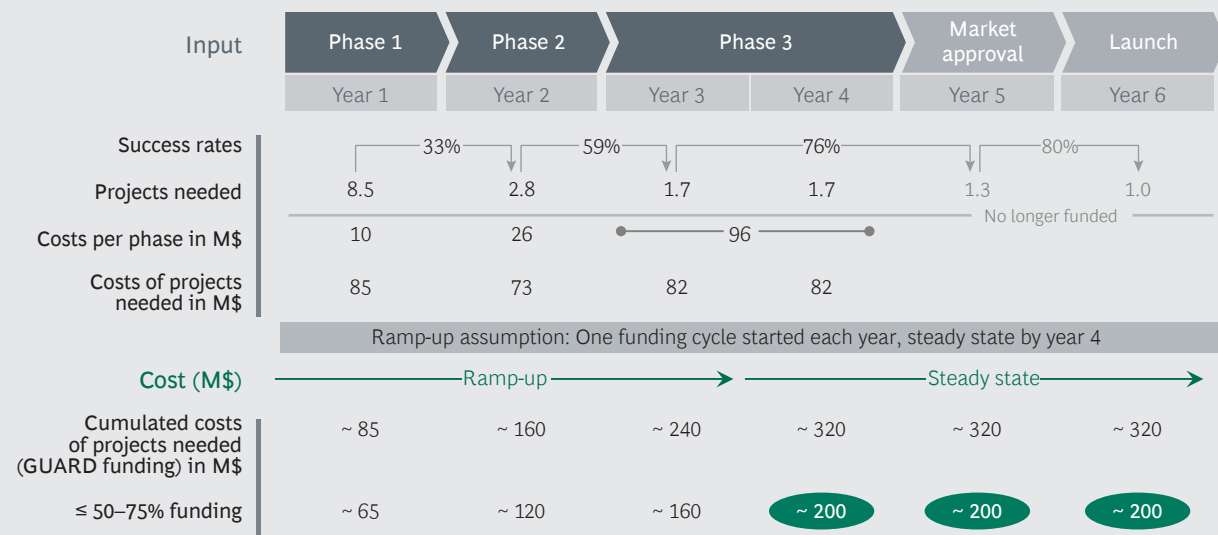 Input
Phase 1 Phase 2 Phase 3 Market approval Launch
Year 1 Year 2 Year 3 Year 4 Year 5 Year 6
Success rates 33% 59% 76% 80%
Projects needed 8.5 2.8 1.7 1.7 1.3 1.0
No longer funded
Costs per phase in M$ 10 26 96
Costs of projects
needed in M$ 85 73 82 82
Ramp-up assumption: One funding cycle started each year, steady state by year 4
Cost (M$) Ramp-up Steady state
Cumulated costs
of projects needed
(GUARD funding) in M$ ~ 85 ~ 160 ~ 240 ~ 320 ~ 320 ~ 320
≤ 50–75% funding ~ 65 ~ 120 ~ 160 ~ 200 ~ 200 ~ 200